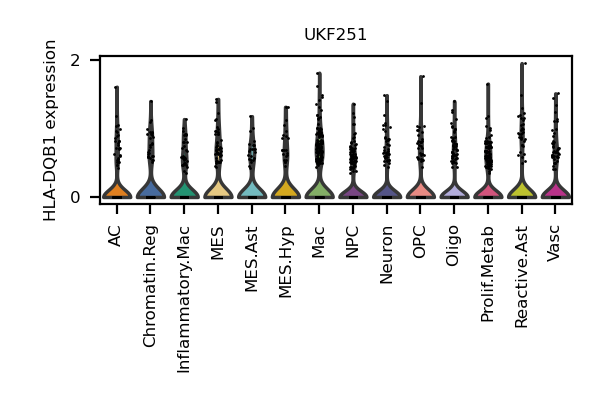 UKF251
HLA-DQB1 expression
2
0
AC
Chromatin.Reg
Inflammatory.Mac
MES
MES.Ast
MES.Hyp
Mac
NPC
Neuron
OPC
Oligo
Prolif.Metab
Reactive.Ast
Vasc